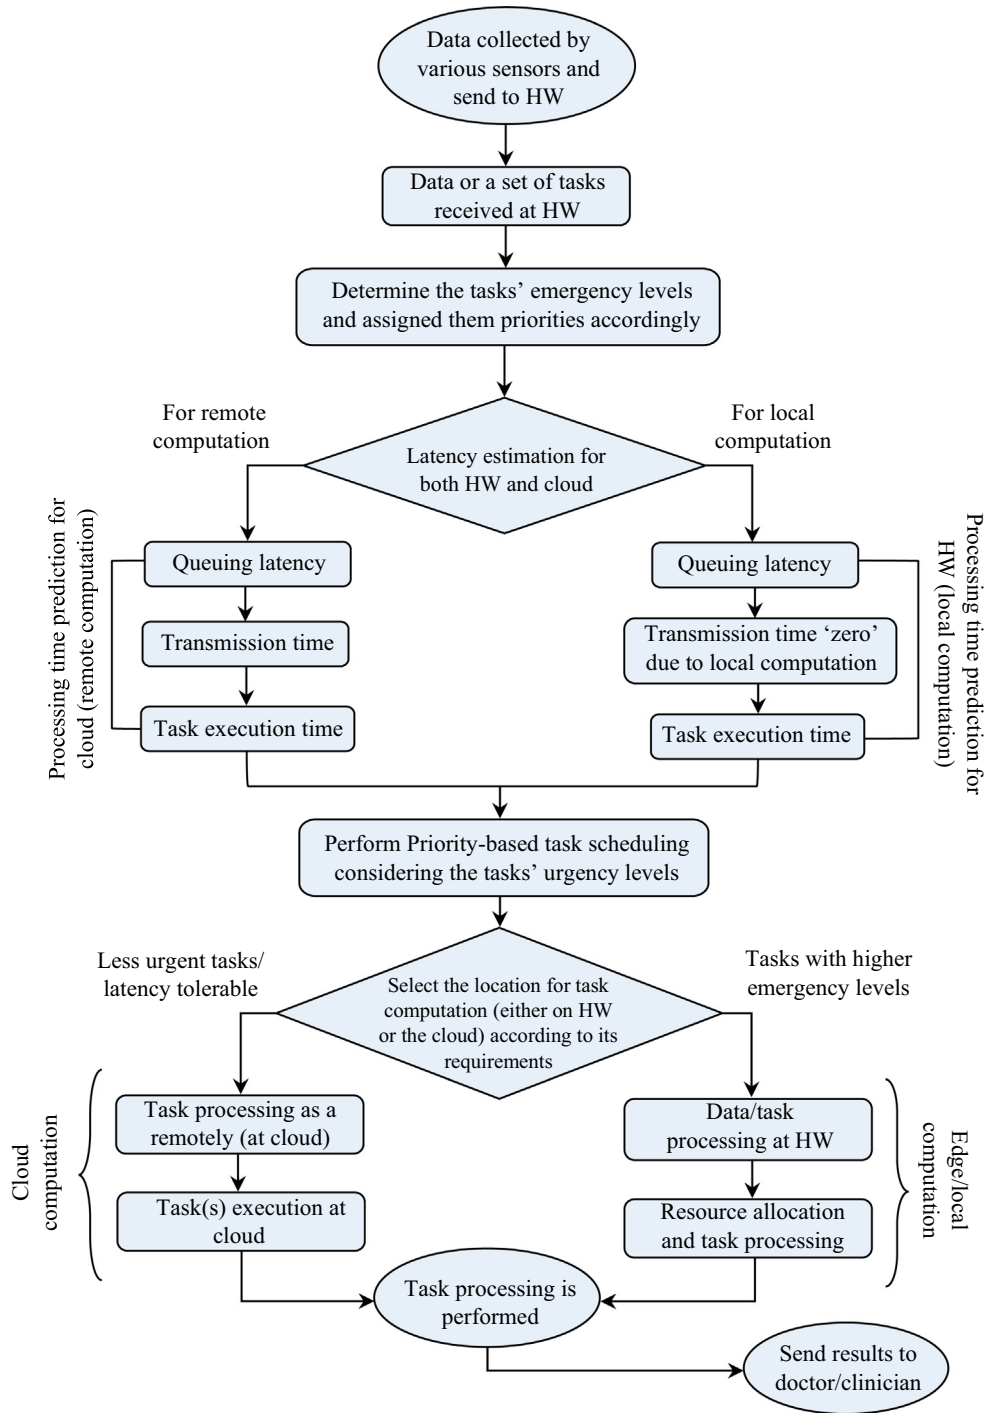 Data collected by
various sensors and
send to HW
Data or a set of tasks
received at HW
Determine the tasks’ emergency levels
and assigned them priorities accordingly
For remote
computation
For local
computation
Latency estimation for
both HW and cloud
Processing time prediction for
cloud (remote computation)
Queuing latency
Transmission time
Task execution time
Queuing latency
Transmission time ‘zero’
due to local computation
Task execution time
Processing time prediction for
HW (local computation)
Perform Priority-based task scheduling
considering the tasks’ urgency levels
Less urgent tasks/
latency tolerable
Tasks with higher
emergency levels
Select the location for task
computation (either on HW
or the cloud) according to its
requirements
Cloud
computation
Task processing as a
remotely (at cloud)
Task(s) execution at
cloud
Data/task
processing at HW
Resource allocation
and task processing
Edge/local
computation
Task processing is
performed
Send results to
doctor/clinician